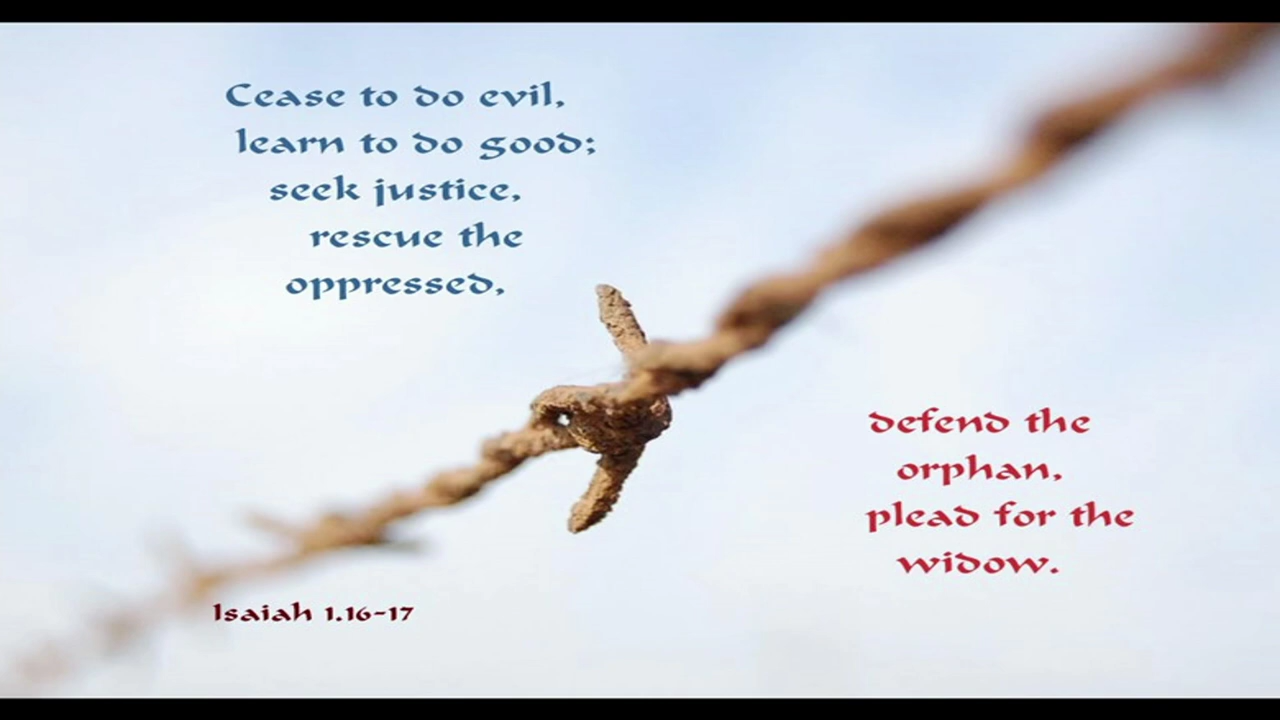 Cease to do evil,
learn to do good;
seek justice,
rescue the
oppressed,
defend the
orphan,
plead for the
widow.
Isaiah 1.16-17